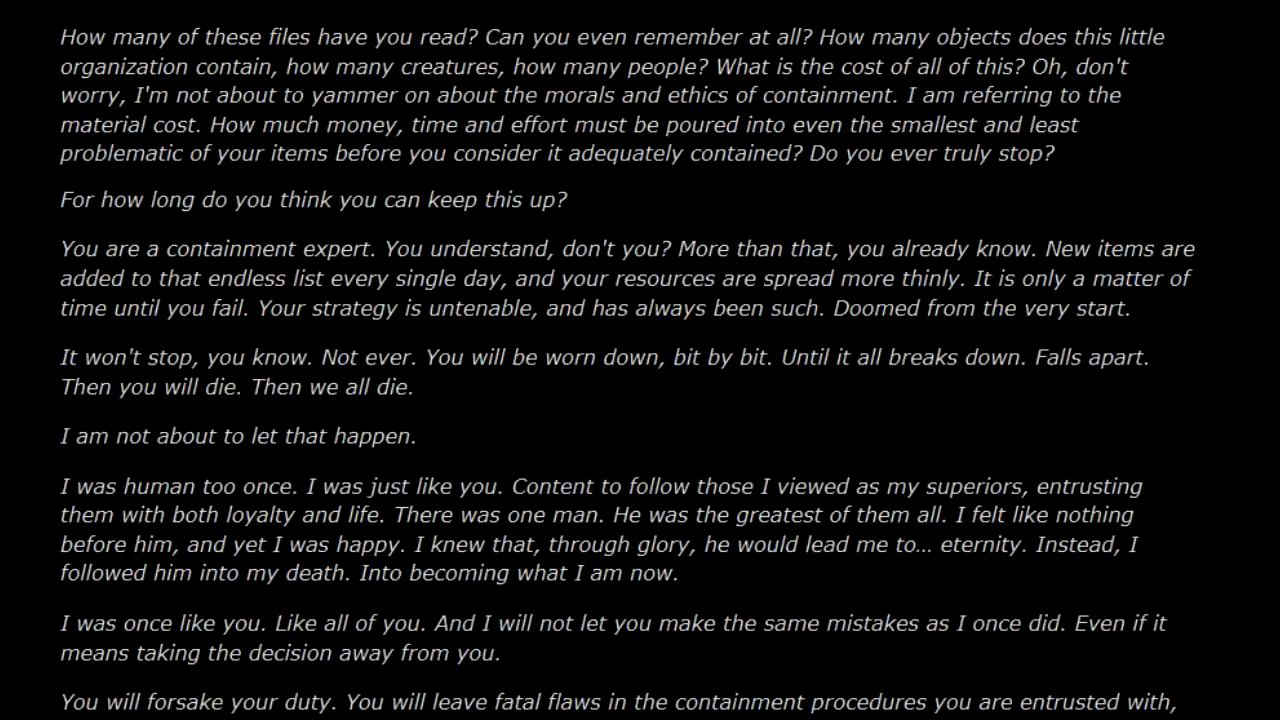 How many of these files have you read? Can you even remember at all? How many objects does this little
organization contain, how many creatures, how many people? What is the cost of all of this? Oh, don't
worry, I'm not about to yammer on about the morals and ethics of containment. I am referring to the
material cost. How much money, time and effort must be poured into even the smallest and least
problematic of your items before you consider it adequately contained? Do you ever truly stop?
For how long do you think you can keep this up?
You are a containment expert. You understand, don't you? More than that, you already know. New items are
added to that endless list every single day, and your resources are spread more thinly. It is only a matter of
time until you fail. Your strategy is untenable, and has always been such. Doomed from the very start.
It won't stop, you know. Not ever. You will be worn down, bit by bit. Until it all breaks down. Falls apart.
Then you will die. Then we all die.
I am not about to let that happen.
I was human too once. I was just like you. Content to follow those I viewed as my superiors, entrusting
them with both loyalty and life. There was one man. He was the greatest of them all. I felt like nothing
before him, and yet I was happy. I knew that, through glory, he would lead me to… eternity. Instead, I
followed him into my death. Into becoming what I am now.
I was once like you. Like all of you. And I will not let you make the same mistakes as I once did. Even if it
means taking the decision away from you.
You will forsake your duty. You will leave fatal flaws in the containment procedures you are entrusted with,